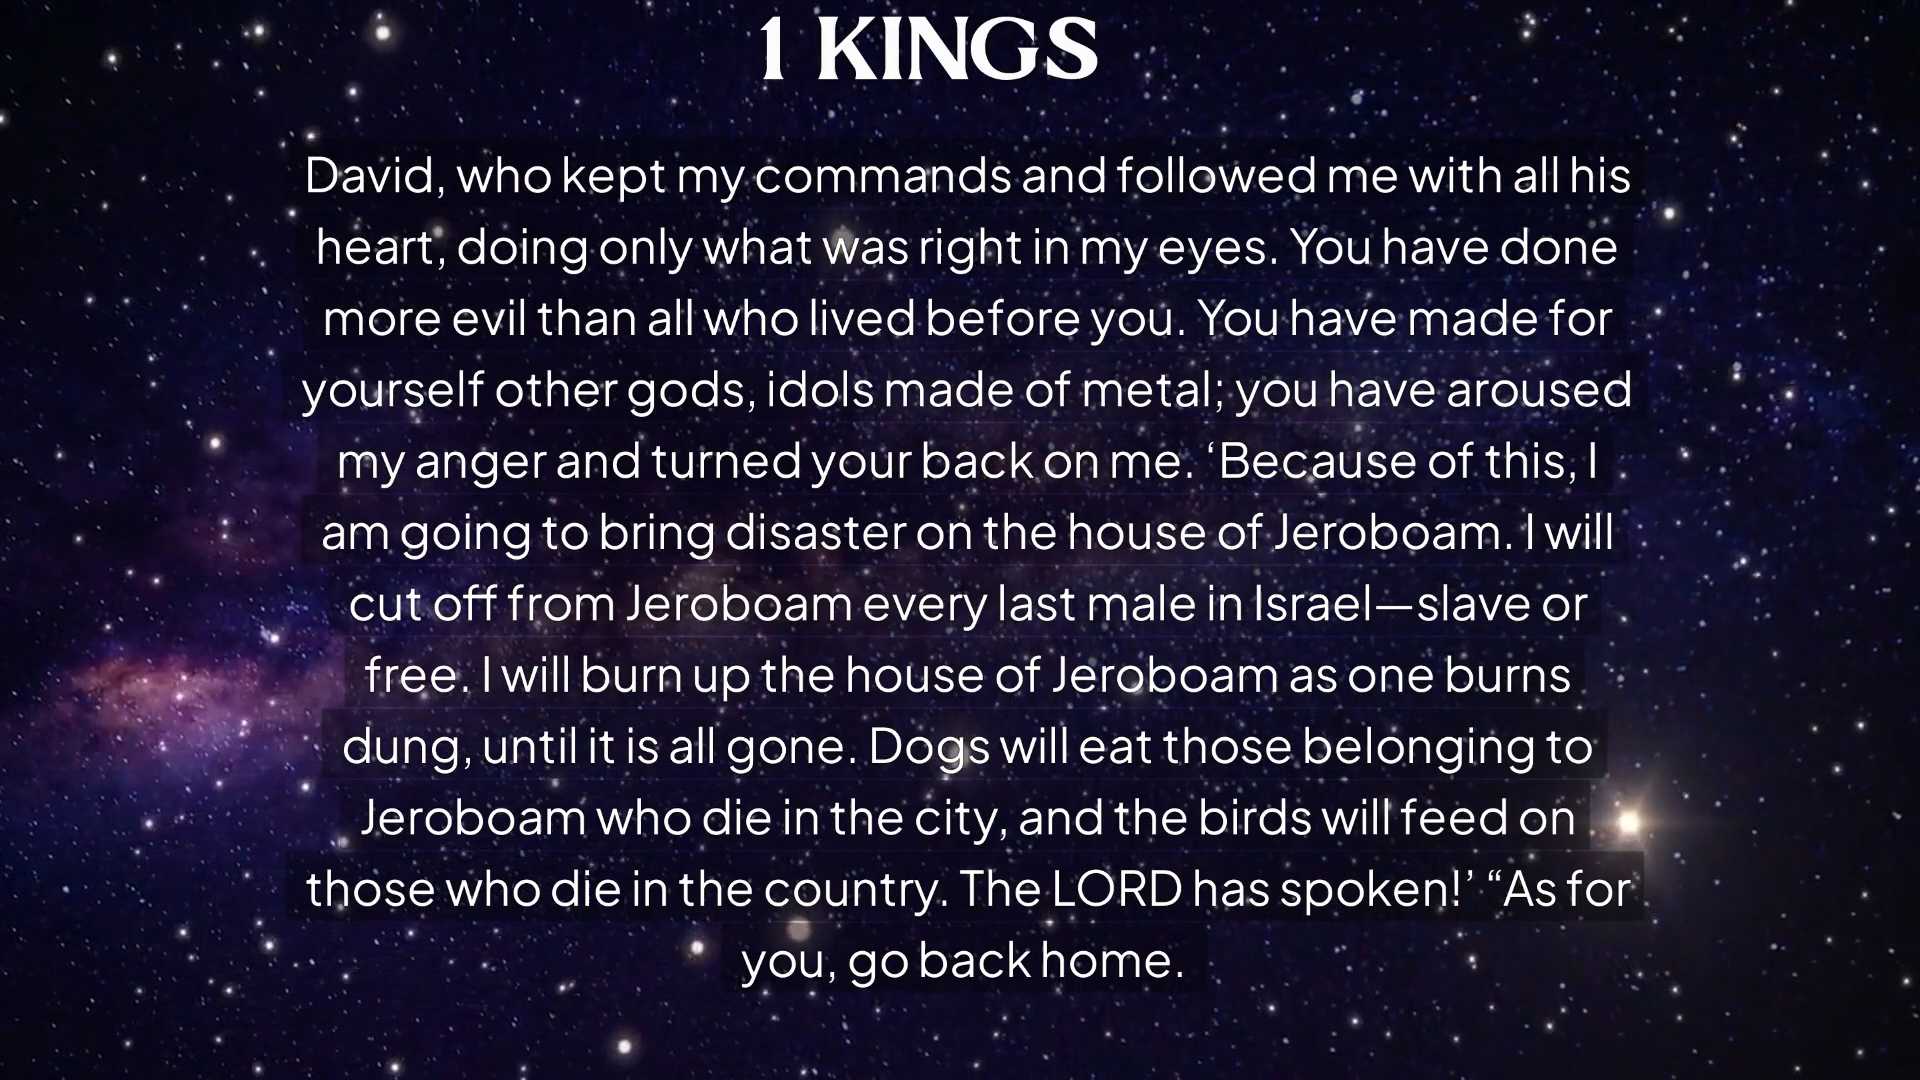 1 KINGS
David, who kept my commands and followed me with all his
heart, doing only what was right in my eyes. You have done
more evil than all who lived before you. You have made for
yourself other gods, idols made of metal; you have aroused
my anger and turned your back on me. ‘Because of this, I
am going to bring disaster on the house of Jeroboam. I will
cut off from Jeroboam every last male in Israel—slave or
free. I will burn up the house of Jeroboam as one burns
dung, until it is all gone. Dogs will eat those belonging to
Jeroboam who die in the city, and the birds will feed on
those who die in the country. The LORD has spoken!’ “As for
you, go back home.